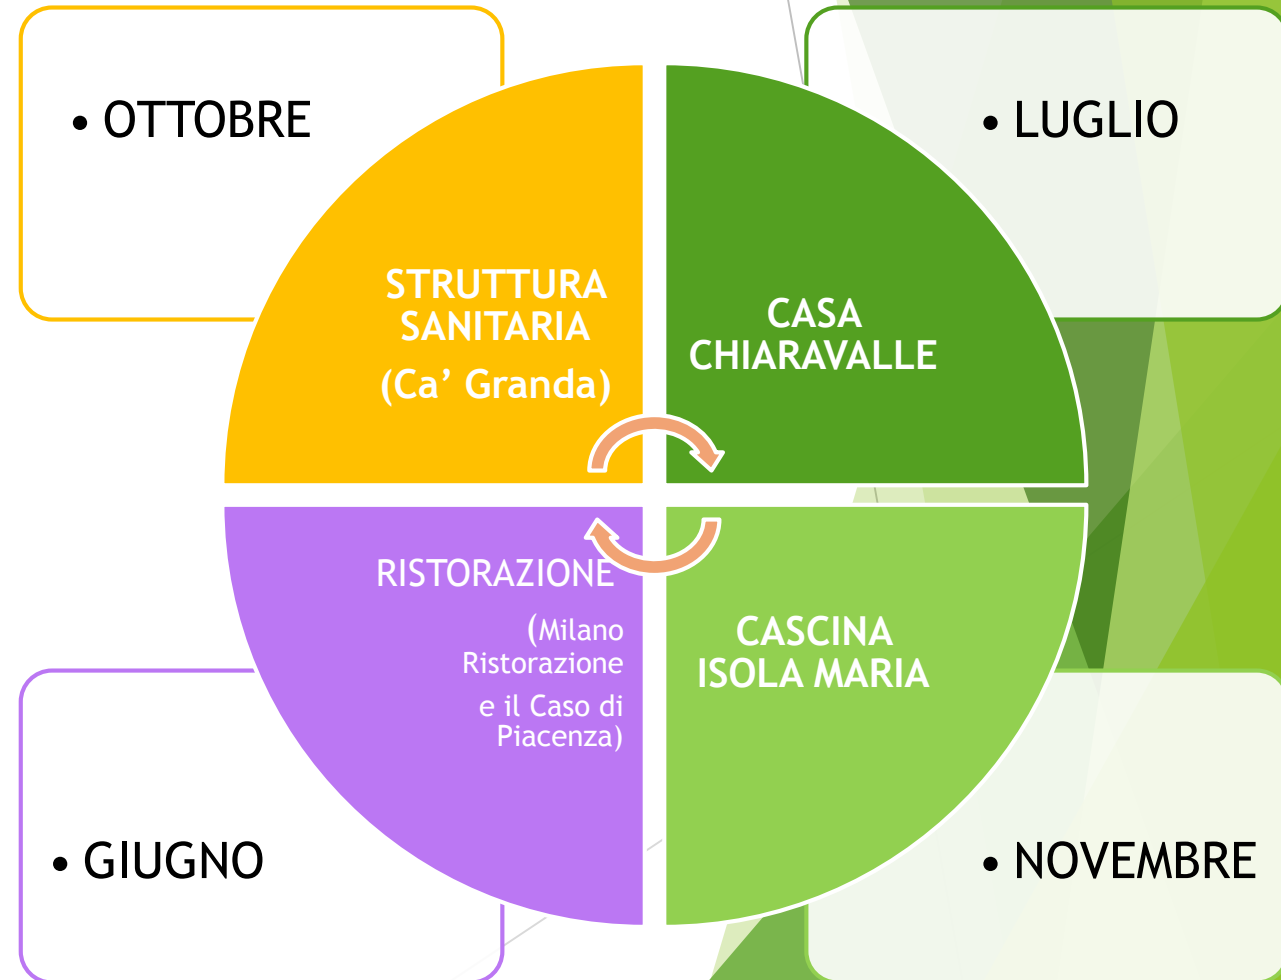 • OTTOBRE
• LUGLIO
STRUTTURA
SANITARIA
(Ca’ Granda)
CASA
CHIARAVALLE
RISTORAZIONE
(Milano
Ristorazione
e il Caso di
Piacenza)
CASCINA
ISOLA MARIA
• GIUGNO
• NOVEMBRE